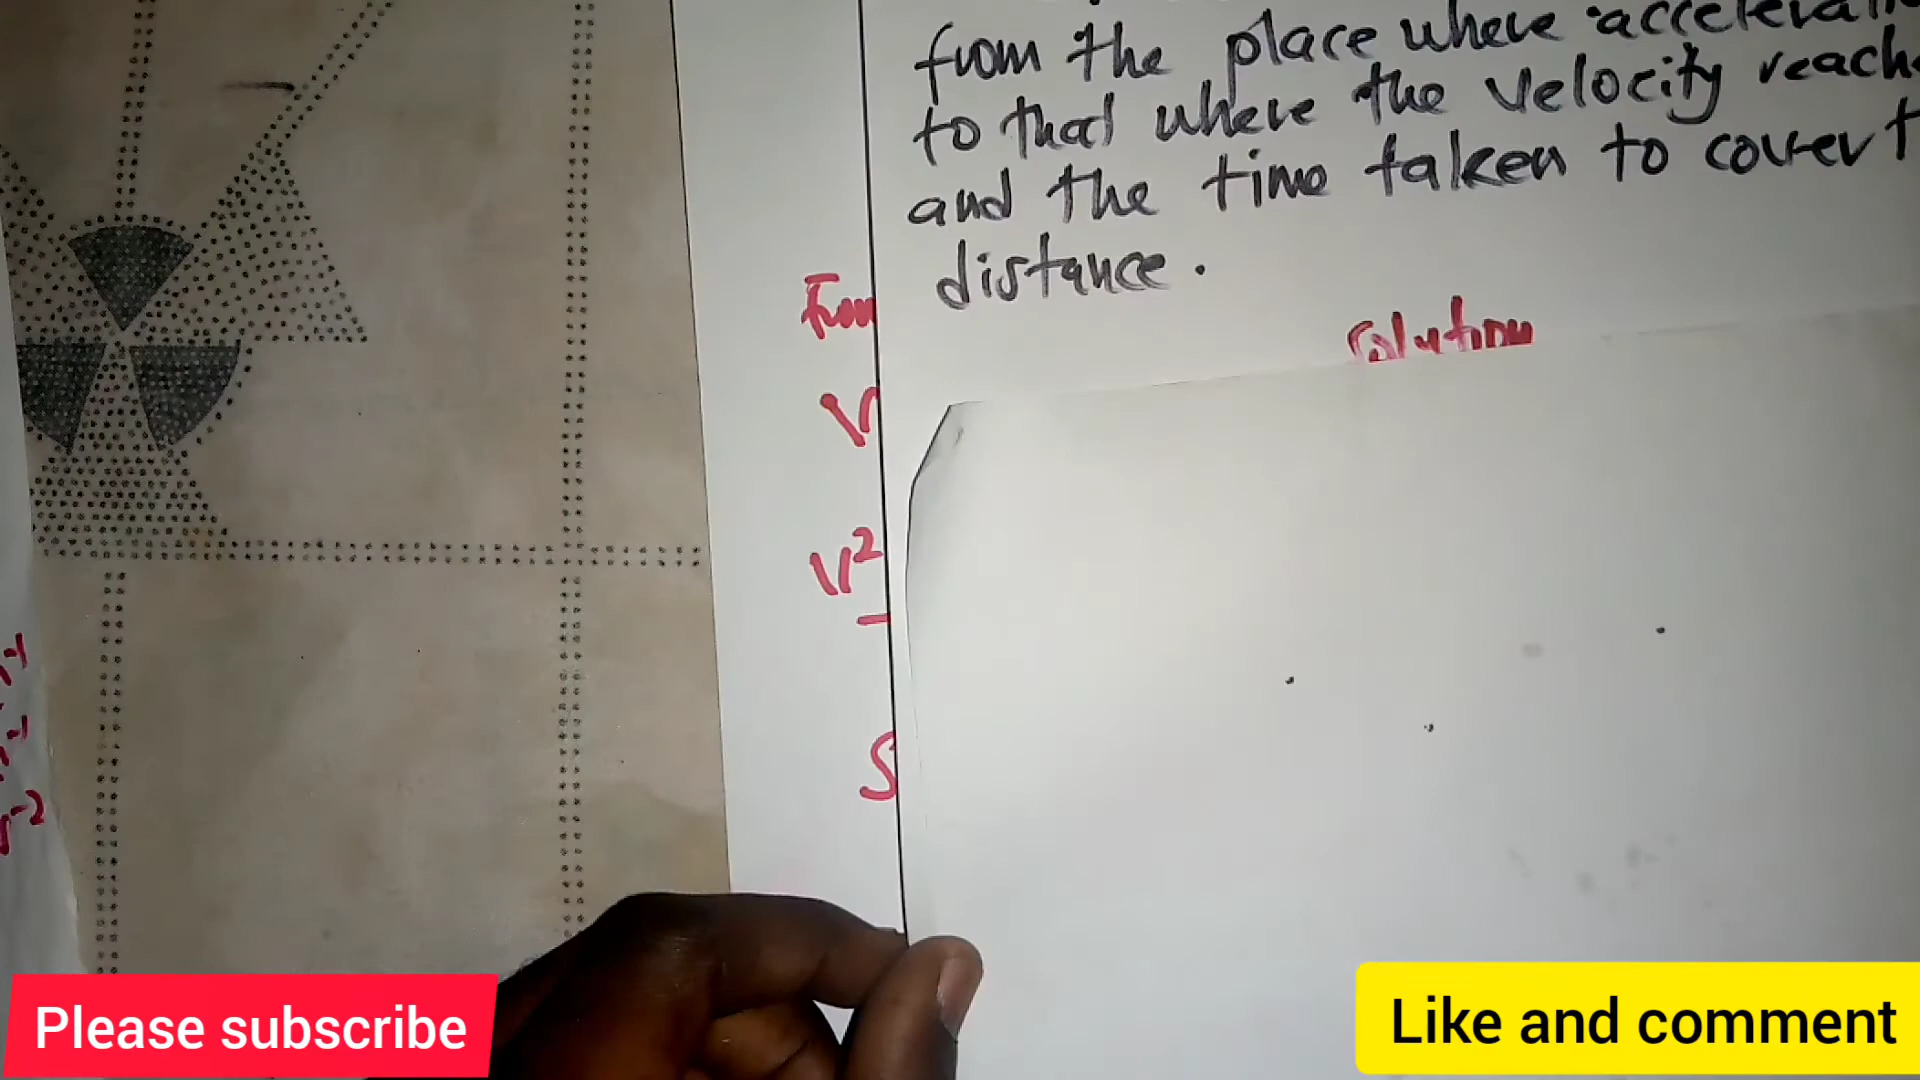 from the place where
to that where the velocity
and the time taken to cover
distance.
solution
From
V
V²
S
Please subscribe
Like and comment